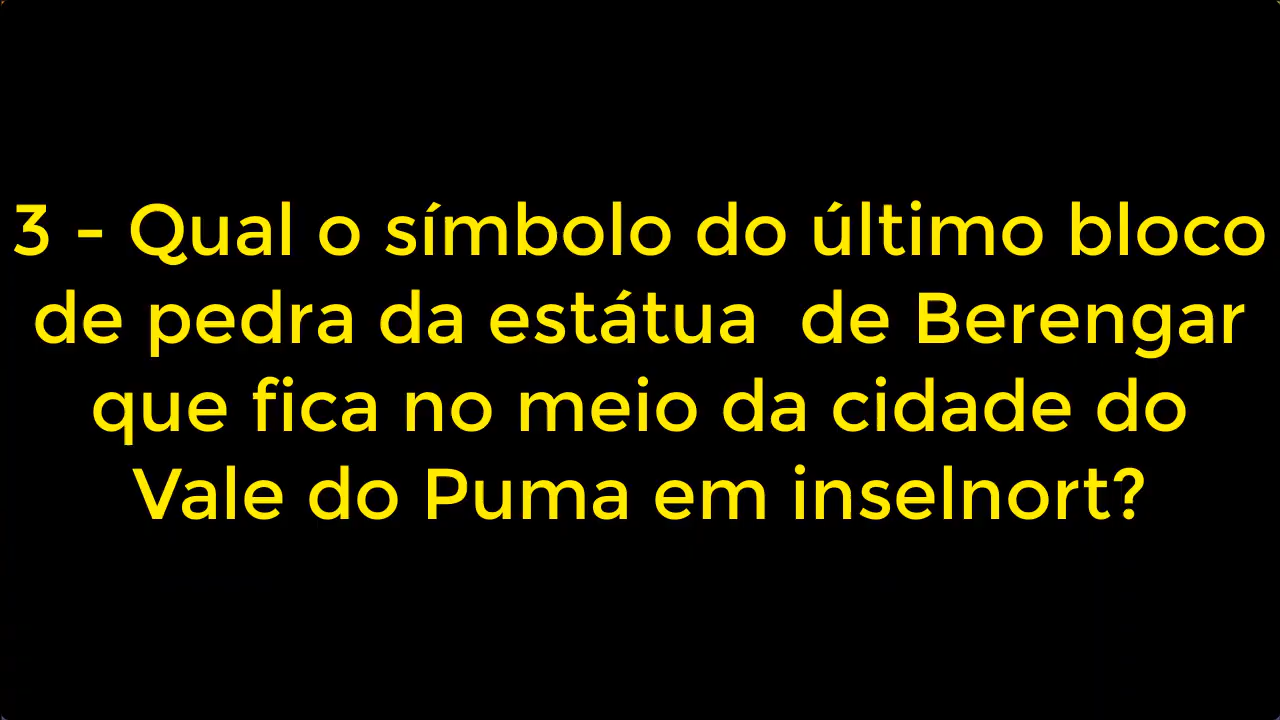 3 - Qual o símbolo do último bloco
de pedra da estátua  de Berengar
que fica no meio da cidade do
Vale do Puma em inselnort?